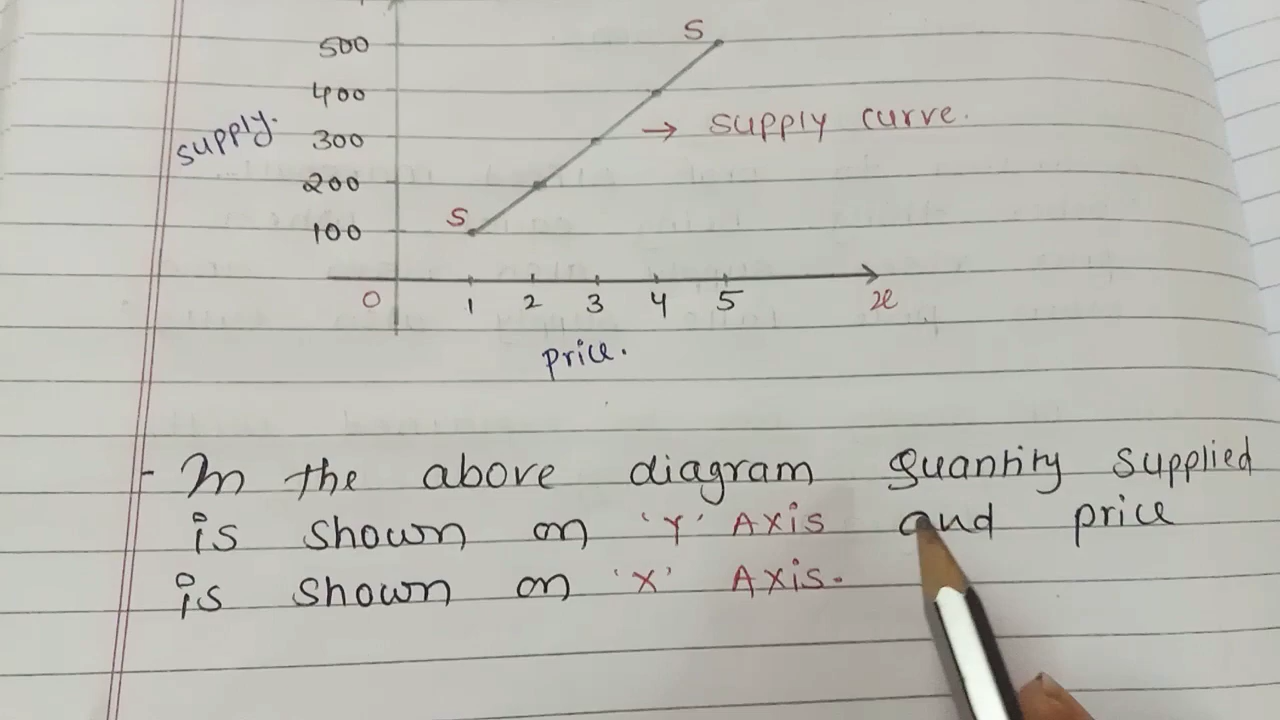 S
500
400
supply.
300
→ supply curve.
200
S
100
0
1 2 3 4 5
x
price.
- In the above diagram quantity supplied
is shown on 'Y' Axis and price
is shown on 'X' Axis.